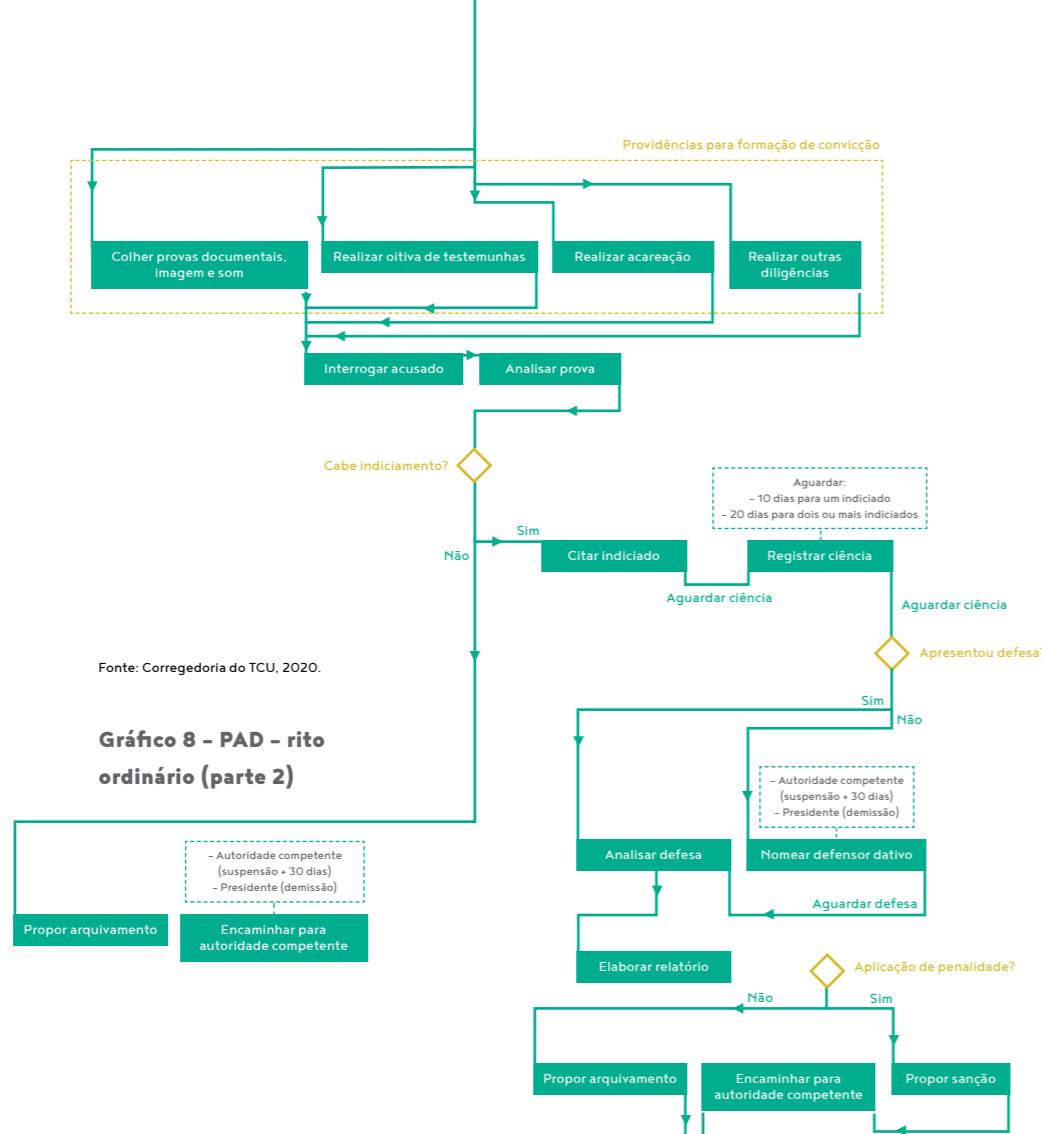 Providências para formação de convicção
Colher provas documentais,
imagem e som
Realizar oitiva de testemunhas
Realizar acareação
Realizar outras
diligências
Interrogar acusado
Analisar prova
Cabe indiciamento?
Aguardar:
– 10 dias para um indiciado
– 20 dias para dois ou mais indiciados
Sim
Não
Citar indiciado
Registrar ciência
Aguardar ciência
Aguardar ciência
Apresentou defesa?
Fonte: Corregedoria do TCU, 2020.
Gráfico 8 – PAD – rito
ordinário (parte 2)
Sim
Não
– Autoridade competente
(suspensão + 30 dias)
– Presidente (demissão)
Analisar defesa
Nomear defensor dativo
Aguardar defesa
– Autoridade competente
(suspensão + 30 dias)
– Presidente (demissão)
Propor arquivamento
Encaminhar para
autoridade competente
Elaborar relatório
Aplicação de penalidade?
Não
Sim
Propor arquivamento
Encaminhar para
autoridade competente
Propor sanção